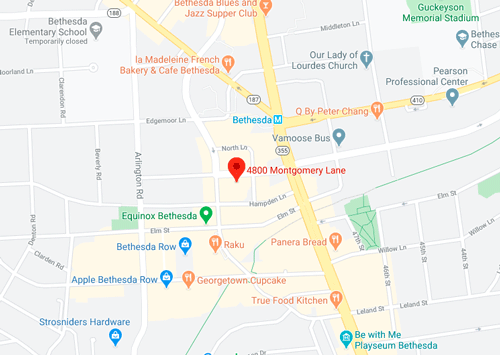 Bethesda Blues and
Jazz Supper Club
Guckeyson
Memorial Stadium
188
Bethesda
Elementary School
Temporarily closed
Middleton Ln
Bethesda
Chase
Our Lady of
Lourdes Church
la Madeleine French
Bakery & Cafe Bethesda
Pearson
Professional Center
Moorland Ln
Clarendon Rd
187
410
Q By Peter Chang
Edgemoor Ln
Bethesda M
Vamoose Bus
North Ln
355
Beverly Rd
Arlington Rd
4800 Montgomery Lane
Hampden Ln
Elm St
Equinox Bethesda
Elm St
Elm St
Denton Rd
Willow Ln
Clarden Rd
Bethesda Row
Raku
Panera Bread
47th St
Willow Ln
45th St
44th St
46th St
Apple Bethesda Row
Georgetown Cupcake
True Food Kitchen
Leland St
Leland St
Strosniders Hardware
Be with Me
Playseum Bethesda